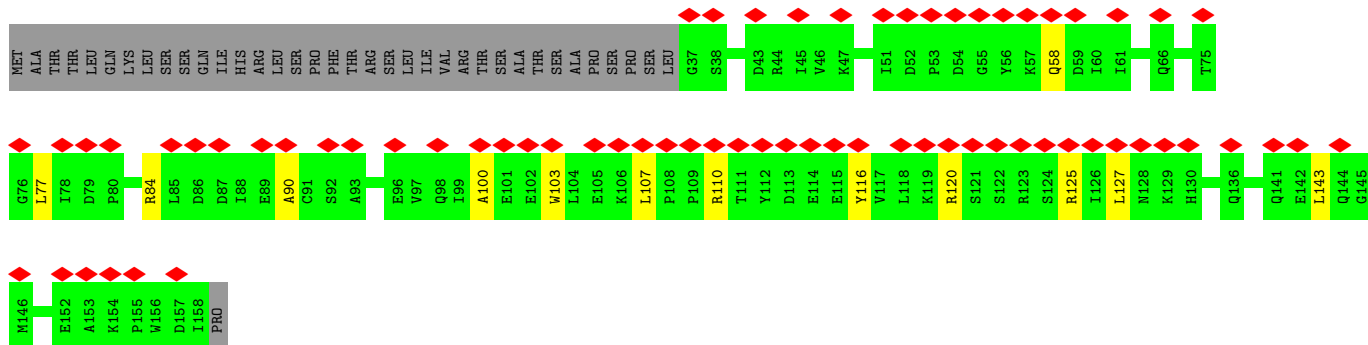 MET ALA THR THR LEU GLN LYS LEU SER SER GLN ILE HIS ARG LEU SER PRO PHE THR ARG SER LEU ILE VAL ARG THR SER ALA THR SER ALA PRO SER PRO SER LEU G37 S38 D43 R44 I45 V46 K47 I51 D52 P53 D54 G55 Y56 K57 Q58 D59 I60 I61 Q66 T75
G76 L77 I78 D79 P80 R84 L85 D86 D87 I88 E89 A90 C91 S92 A93 E96 V97 Q98 I99 A100 E101 E102 W103 L104 E105 K106 L107 P108 P109 R110 T111 Y112 D113 E114 E115 Y116 V117 L118 K119 R120 S121 S122 R123 S124 R125 I126 L127 N128 K129 H130 Q136 Q141 E142 L143 Q144 G145
M146 E152 A153 K154 P155 W156 D157 I158 PRO